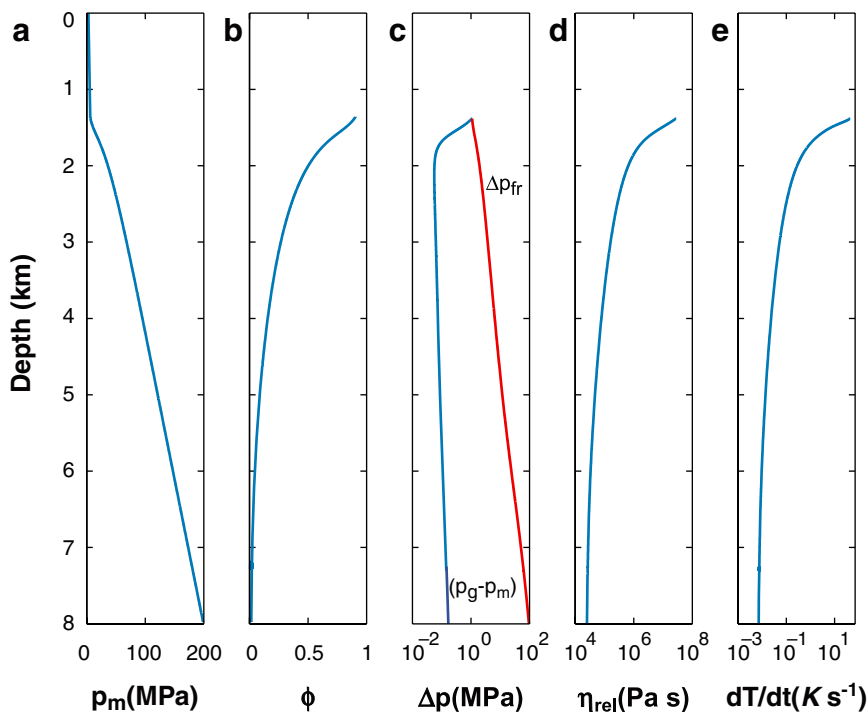 a b c d e
0
1
2
3
4
5
6
7
8
Depth (km)
Δp_fr
(p_g-p_m)
0 100 200
0 0.5 1
10^−2 10^0 10^2
10^4 10^6 10^8
10^−3 10^−1 10^1
p_m(MPa)
ϕ
Δp(MPa)
η_rel(Pa s)
dT/dt(K s^-1)